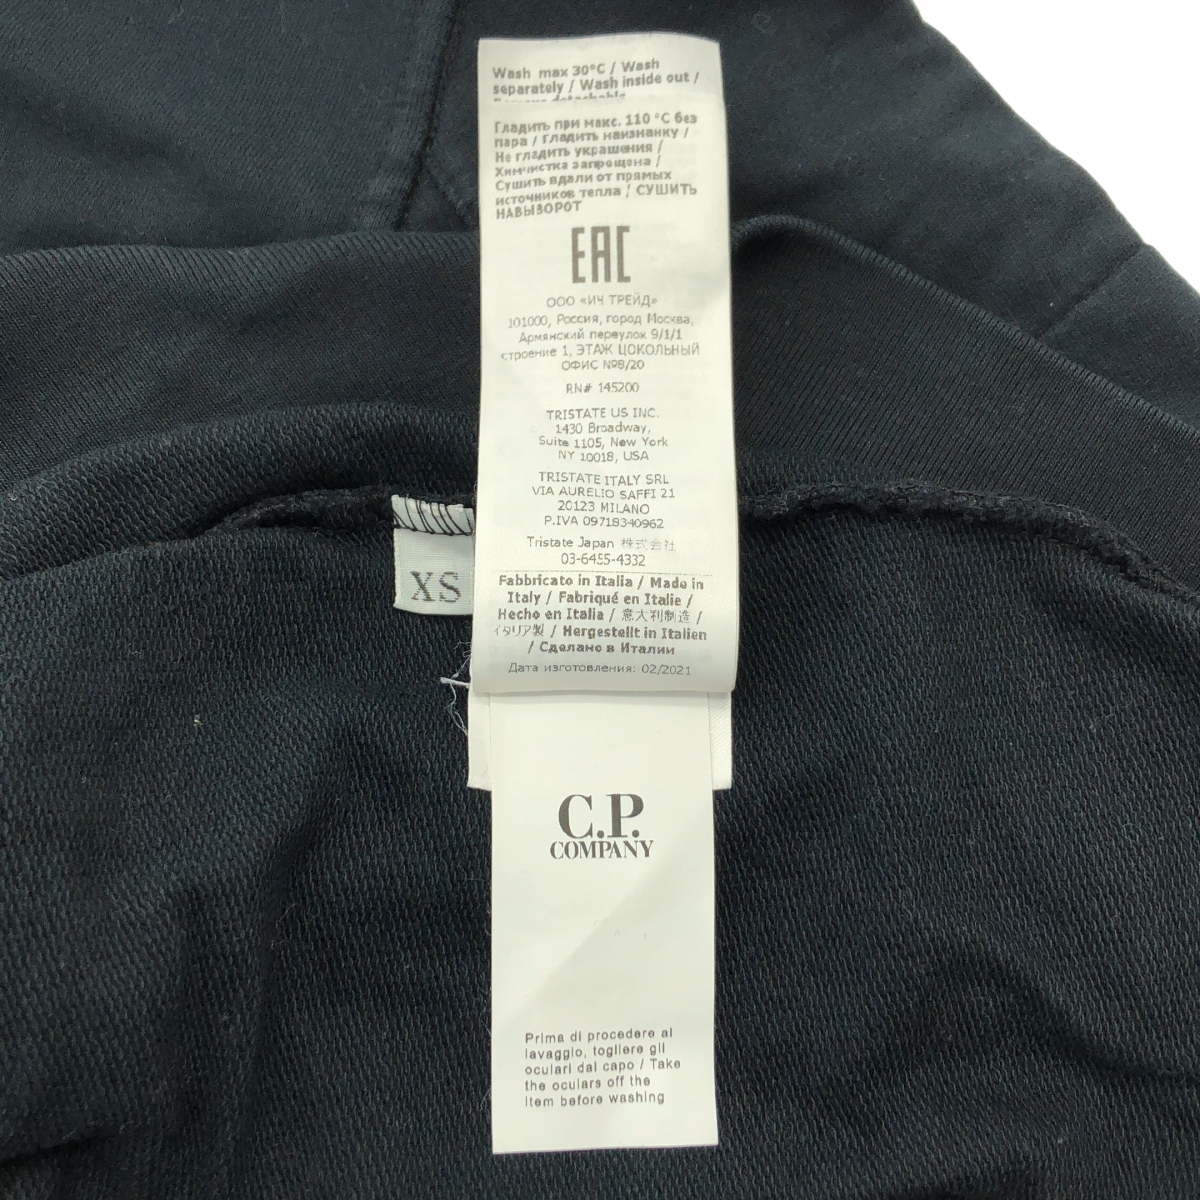 Wash max 30°C / Wash
separately / Wash inside out /
Remove detachable
Гладить при макс. 110 °C без
пара / Гладить наизнанку /
Не гладить украшения /
Химчистка запрещена /
Сушить вдали от прямых
источников тепла / СУШИТЬ
НАВЫЗОРОТ
EAC
ООО «ИЧ ТРЕЙД»
101000, Россия, город Москва,
Армянский переулок 9/1/1
строение 1, ЭТАЖ ЦОКОЛЬНЫЙ
ОФИС №8/20
RN# 145200
TRISTATE US INC.
1430 Broadway,
Suite 1105, New York
NY 10018, USA
TRISTATE ITALY SRL
VIA AURELIO SAFFI 21
20123 MILANO
P.IVA 09718340962
Tristate Japan 株式会社
03-6455-4332
Fabbricato in Italia / Made in
Italy / Fabriqué en Italie /
Hecho en Italia / 意大利制造 /
イタリア製 / Hergestellt in Italien
/ Сделано в Италии
Дата изготовления: 02/2021
XS
C.P.
COMPANY
Prima di procedere al
lavaggio, togliere gli
oculari dal capo / Take
the oculars off the
item before washing